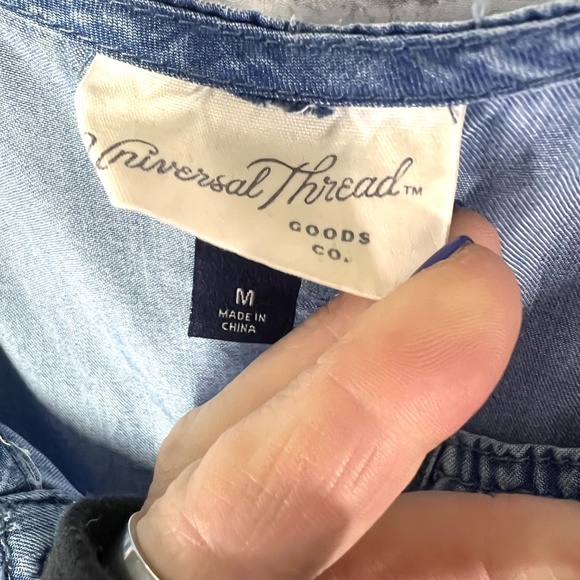 Universal Thread™
GOODS
CO.
M
MADE IN
CHINA